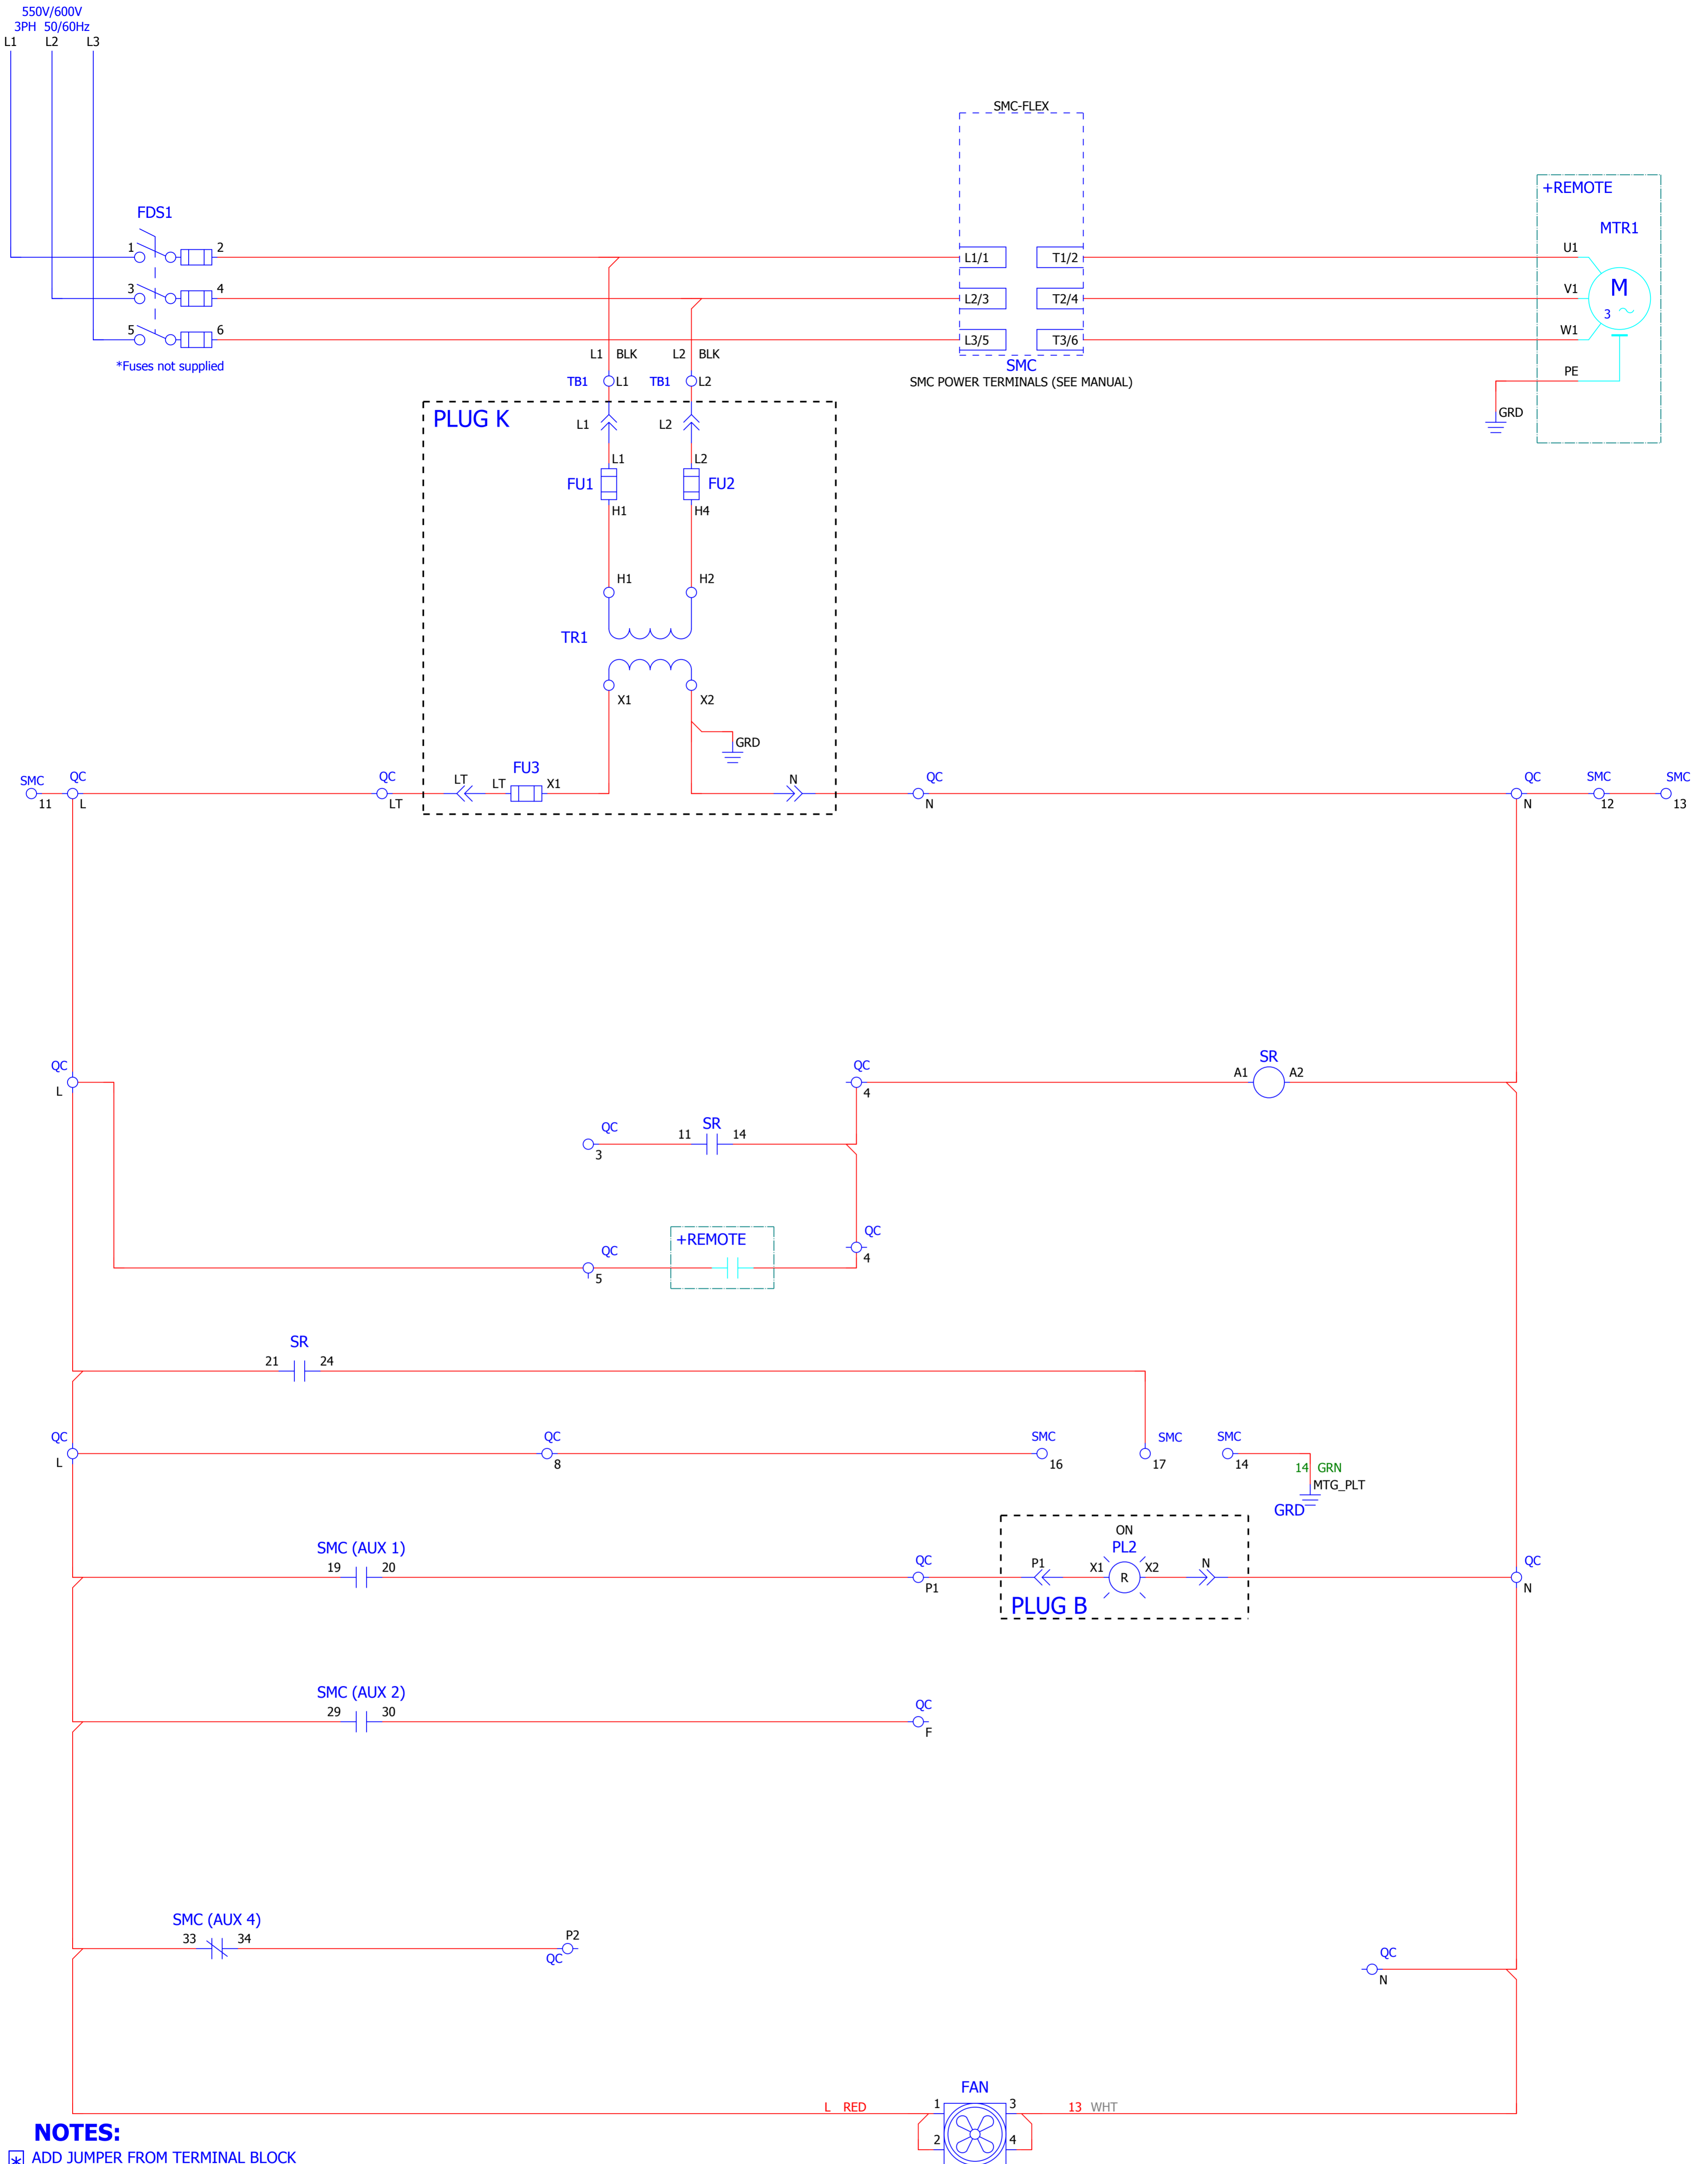 550V/600V
3PH 50/60Hz
L1 L2 L3
SMC-FLEX
+REMOTE
FDS1
MTR1
1 2 L1/1 T1/2 U1
3 4 L2/3 T2/4 V1
M
3
5 6 L3/5 T3/6 W1
*Fuses not supplied
L1 BLK L2 BLK
SMC
SMC POWER TERMINALS (SEE MANUAL)
PE
TB1 L1 TB1 L2
GRD
PLUG K
L1 L2
L1 L2
FU1 FU2
H1 H4
H1 H2
TR1
X1 X2
GRD
SMC QC QC LT LT FU3 X1 N QC QC SMC SMC
11 L LT N N 12 13
QC QC SR
L 4 A1 A2
QC 11 SR 14
3
+REMOTE
QC QC
5 4
SR
21 24
QC QC SMC SMC SMC
L 8 16 17 14
14 GRN
MTG_PLT
GRD
ON
SMC (AUX 1) PL2
19 20 QC P1 X1 R X2 N QC
P1 N
PLUG B
SMC (AUX 2)
29 30 QC
F
SMC (AUX 4)
33 34 P2
QC
QC
N
FAN
L RED 1 3 13 WHT
2 4
NOTES:
* ADD JUMPER FROM TERMINAL BLOCK